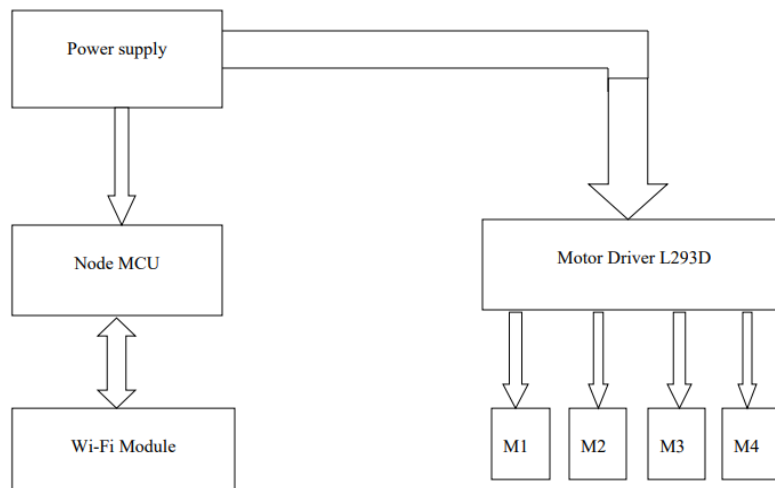 Power supply
Node MCU
Motor Driver L293D
Wi-Fi Module
M1
M2
M3
M4